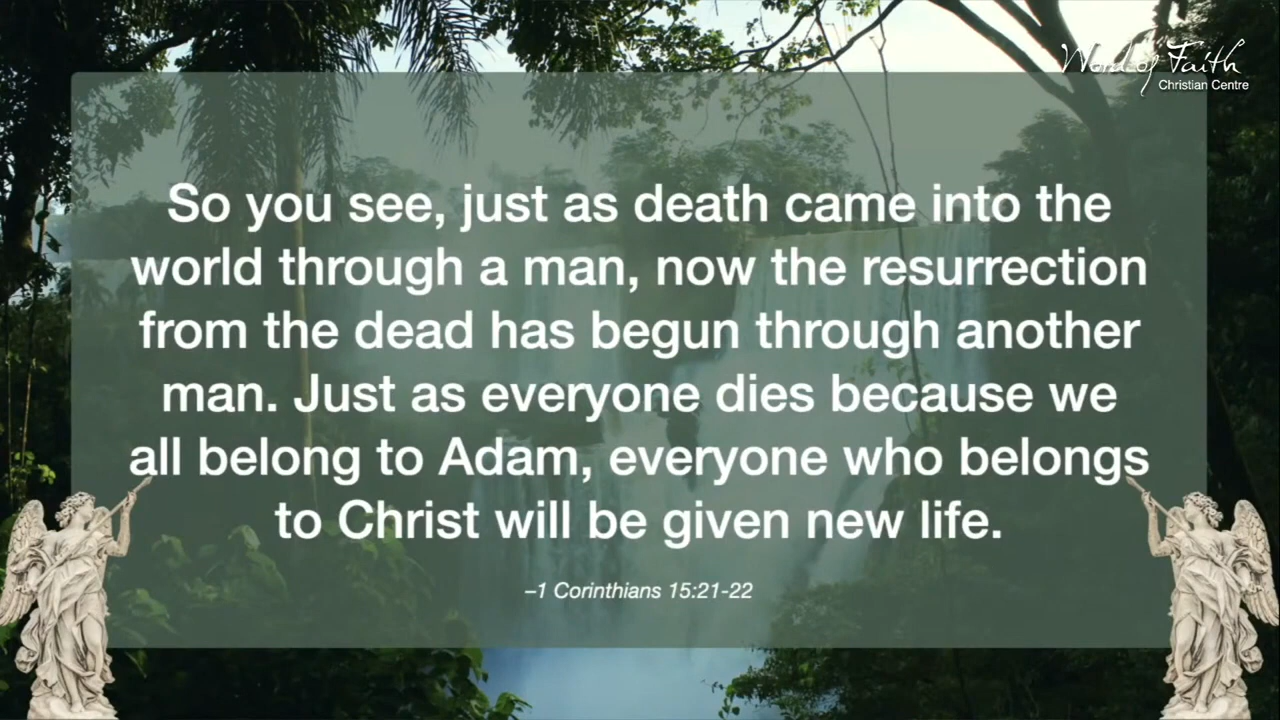 Word of Faith
Christian Centre
So you see, just as death came into the
world through a man, now the resurrection
from the dead has begun through another
man. Just as everyone dies because we
all belong to Adam, everyone who belongs
to Christ will be given new life.
–1 Corinthians 15:21-22